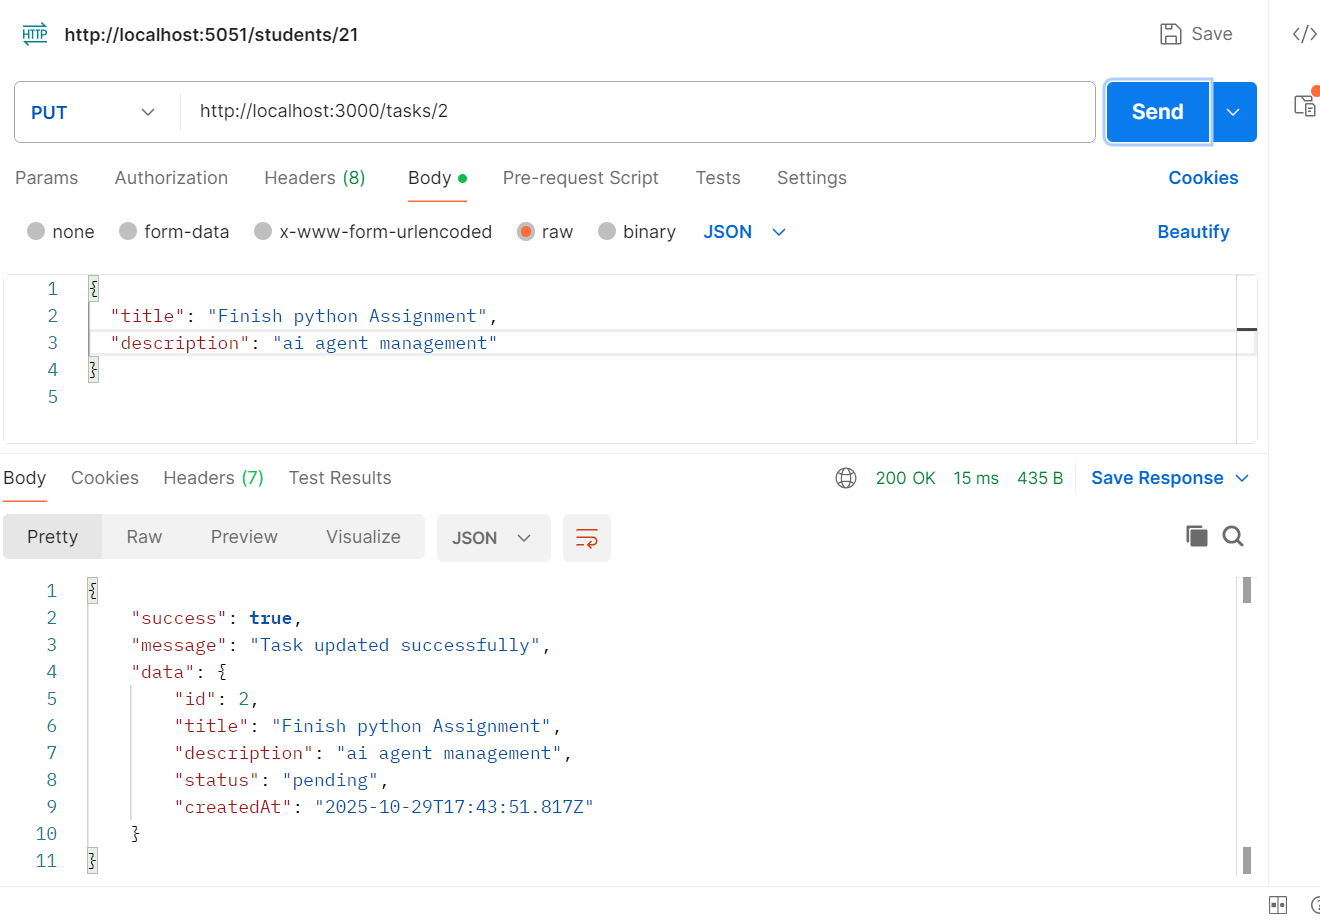 HTTP http://localhost:5051/students/21 Save
PUT http://localhost:3000/tasks/2 Send
Params Authorization Headers (8) Body Pre-request Script Tests Settings Cookies
none form-data x-www-form-urlencoded raw binary JSON Beautify
1 {
2 "title": "Finish python Assignment",
3 "description": "ai agent management"
4 }
5
Body Cookies Headers (7) Test Results 200 OK 15 ms 435 B Save Response
Pretty Raw Preview Visualize JSON
1 {
2 "success": true,
3 "message": "Task updated successfully",
4 "data": {
5 "id": 2,
6 "title": "Finish python Assignment",
7 "description": "ai agent management",
8 "status": "pending",
9 "createdAt": "2025-10-29T17:43:51.817Z"
10 }
11 }